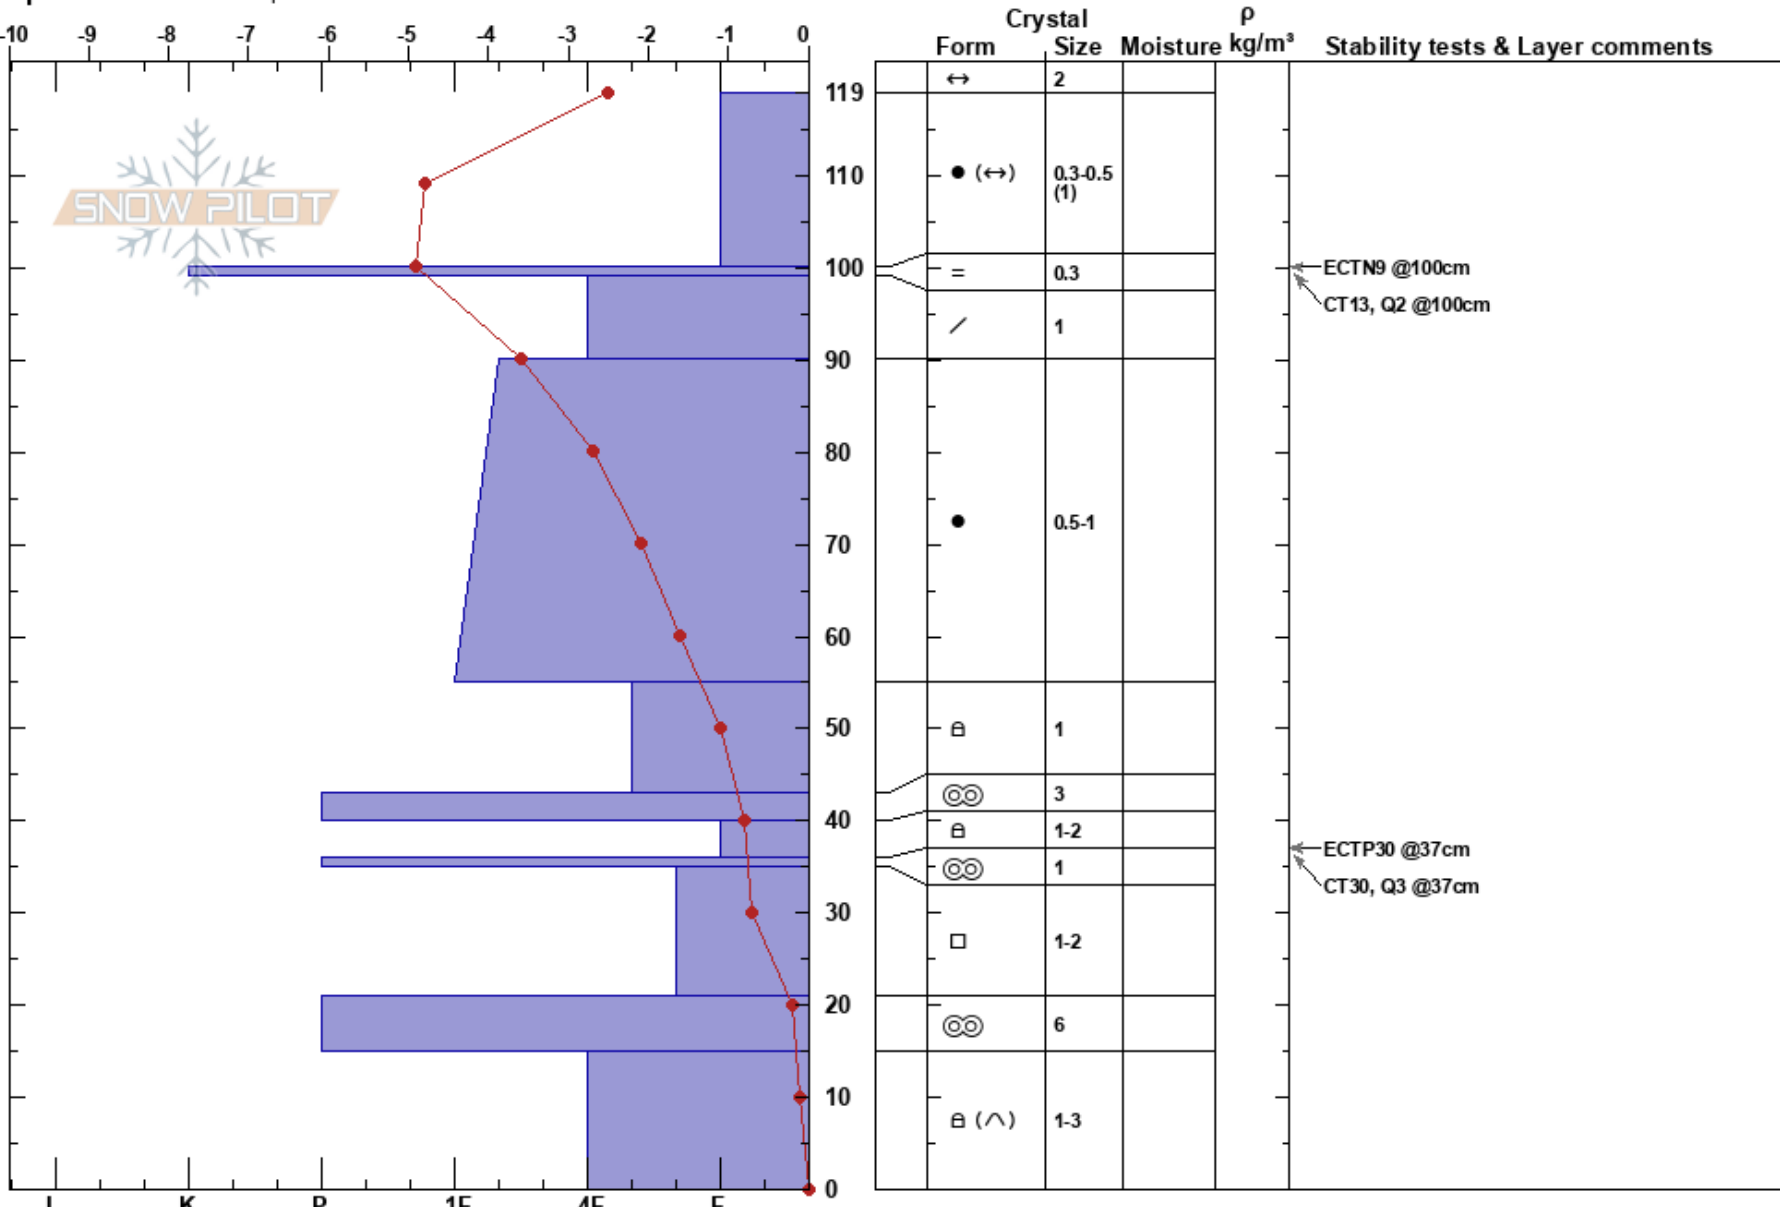 -10 -9 -8 -7 -6 -5 -4 -3 -2 -1 0
Crystal ρ
Form Size Moisture kg/m³ Stability tests & Layer comments
↔ 2
119
SNOW PILOT
110 ● (↔) 0.3-0.5
(1)
100 = 0.3 ECTN9 @100cm
CT13, Q2 @100cm
/ 1
90
80
● 0.5-1
70
60
50 1
3
40 1-2
ECTP30 @37cm
1
CT30, Q3 @37cm
30
□ 1-2
20
6
10
(∧) 1-3
0
I K P 1F 4F F